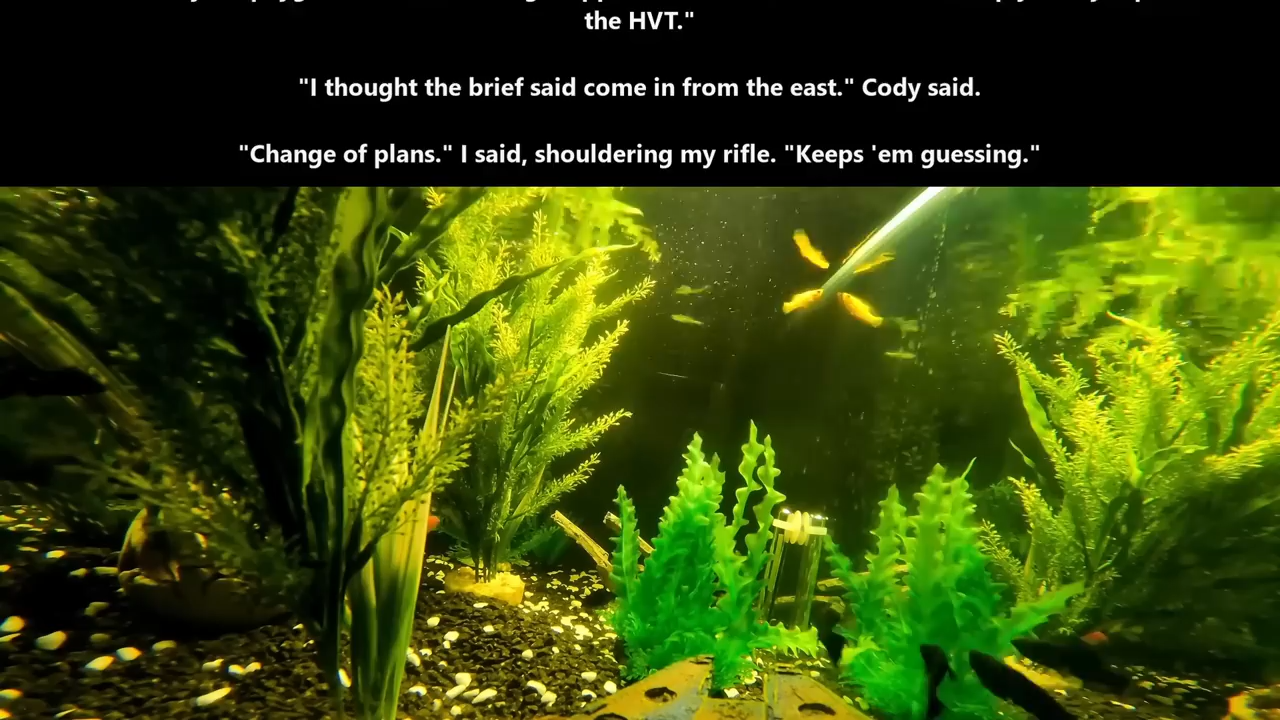 the HVT."
"I thought the brief said come in from the east." Cody said.
"Change of plans." I said, shouldering my rifle. "Keeps 'em guessing."